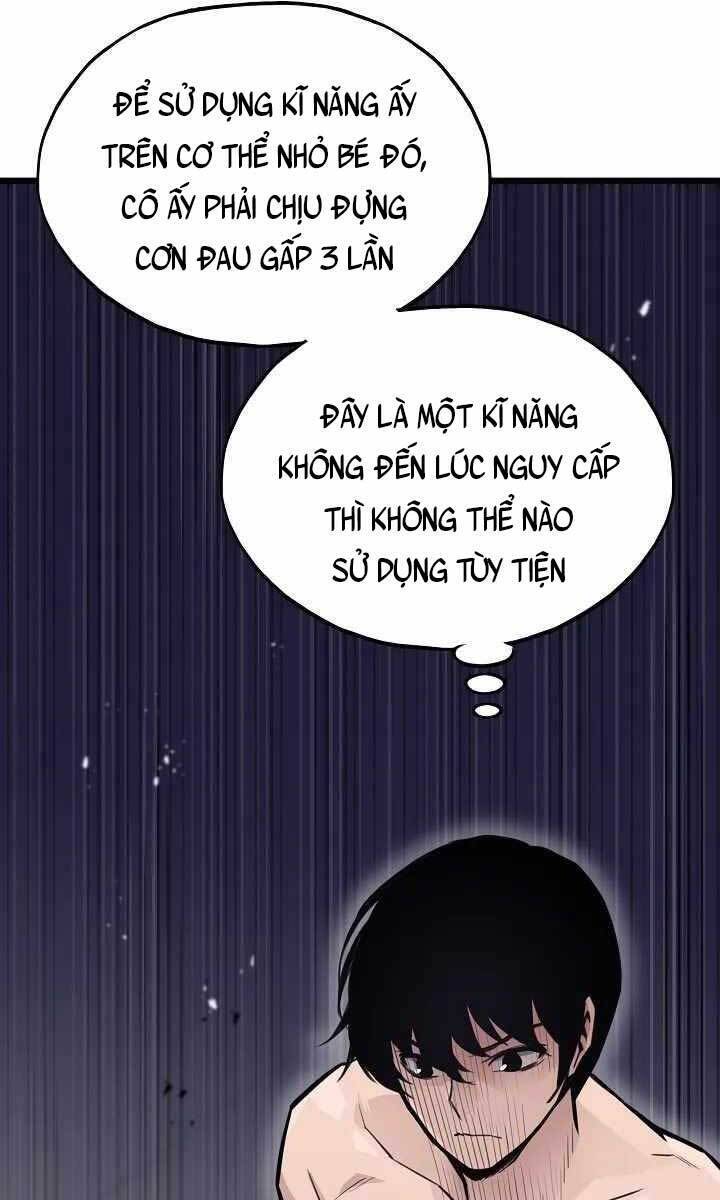 ĐỂ SỬ DỤNG KĨ NĂNG ẤY
TRÊN CƠ THỂ NHỎ BÉ ĐÓ,
CÔ ẤY PHẢI CHỊU ĐỰNG
CƠN ĐAU GẤP 3 LẦN
ĐÂY LÀ MỘT KĨ NĂNG
KHÔNG ĐẾN LÚC NGUY CẤP
THÌ KHÔNG THỂ NÀO
SỬ DỤNG TÙY TIỆN